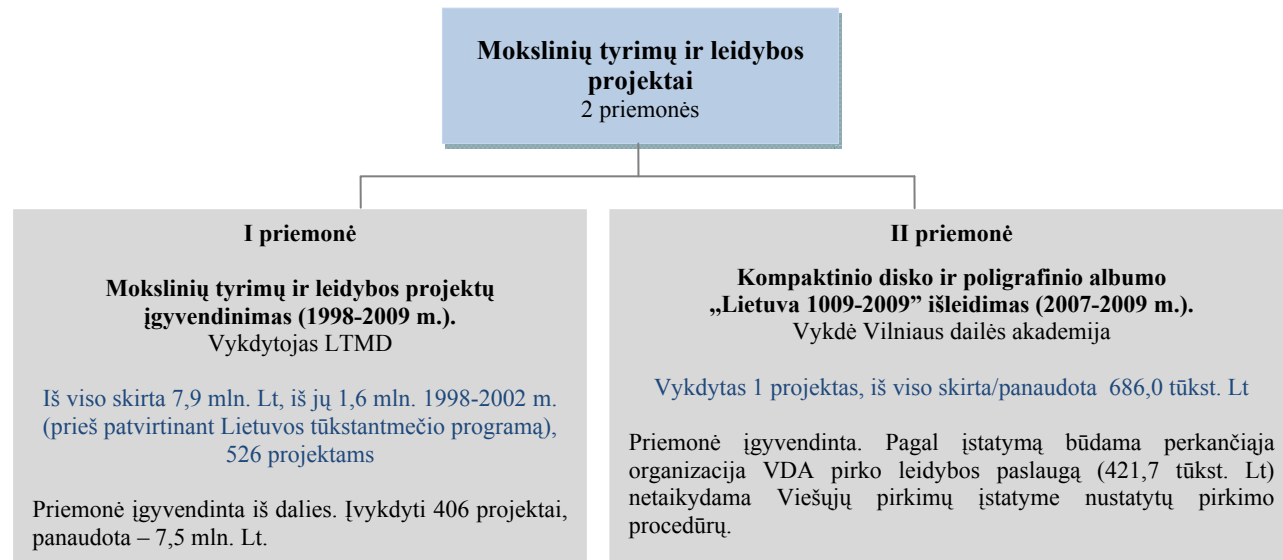 Mokslinių tyrimų ir leidybos
projektai
2 priemonės
I priemonė
Mokslinių tyrimų ir leidybos projektų
įgyvendinimas (1998-2009 m.).
Vykdytojas LTMD
Iš viso skirta 7,9 mln. Lt, iš jų 1,6 mln. 1998-2002 m.
(prieš patvirtinant Lietuvos tūkstantmečio programą),
526 projektams
Priemonė įgyvendinta iš dalies. Įvykdyti 406 projektai,
panaudota – 7,5 mln. Lt.
II priemonė
Kompaktinio disko ir poligrafinio albumo
„Lietuva 1009-2009” išleidimas (2007-2009 m.).
Vykdė Vilniaus dailės akademija
Vykdytas 1 projektas, iš viso skirta/panaudota 686,0 tūkst. Lt
Priemonė įgyvendinta. Pagal įstatymą būdama perkančiąja
organizacija VDA pirko leidybos paslaugą (421,7 tūkst. Lt)
netaikydama Viešųjų pirkimų įstatyme nustatytų pirkimo
procedūrų.